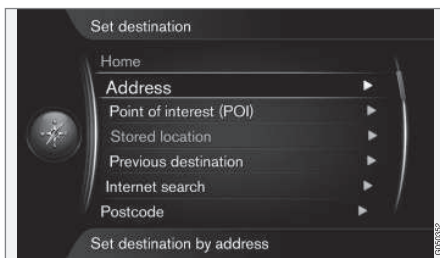 Set destination
Home
Address
Point of interest (POI)
Stored location
Previous destination
Internet search
Postcode
Set destination by address
G050352